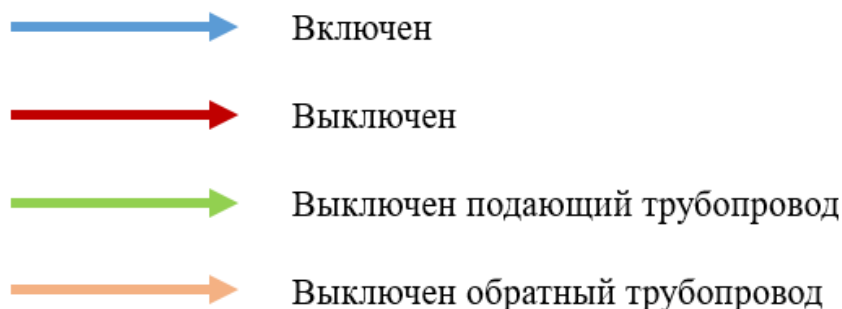 Включен
Выключен
Выключен подающий трубопровод
Выключен обратный трубопровод